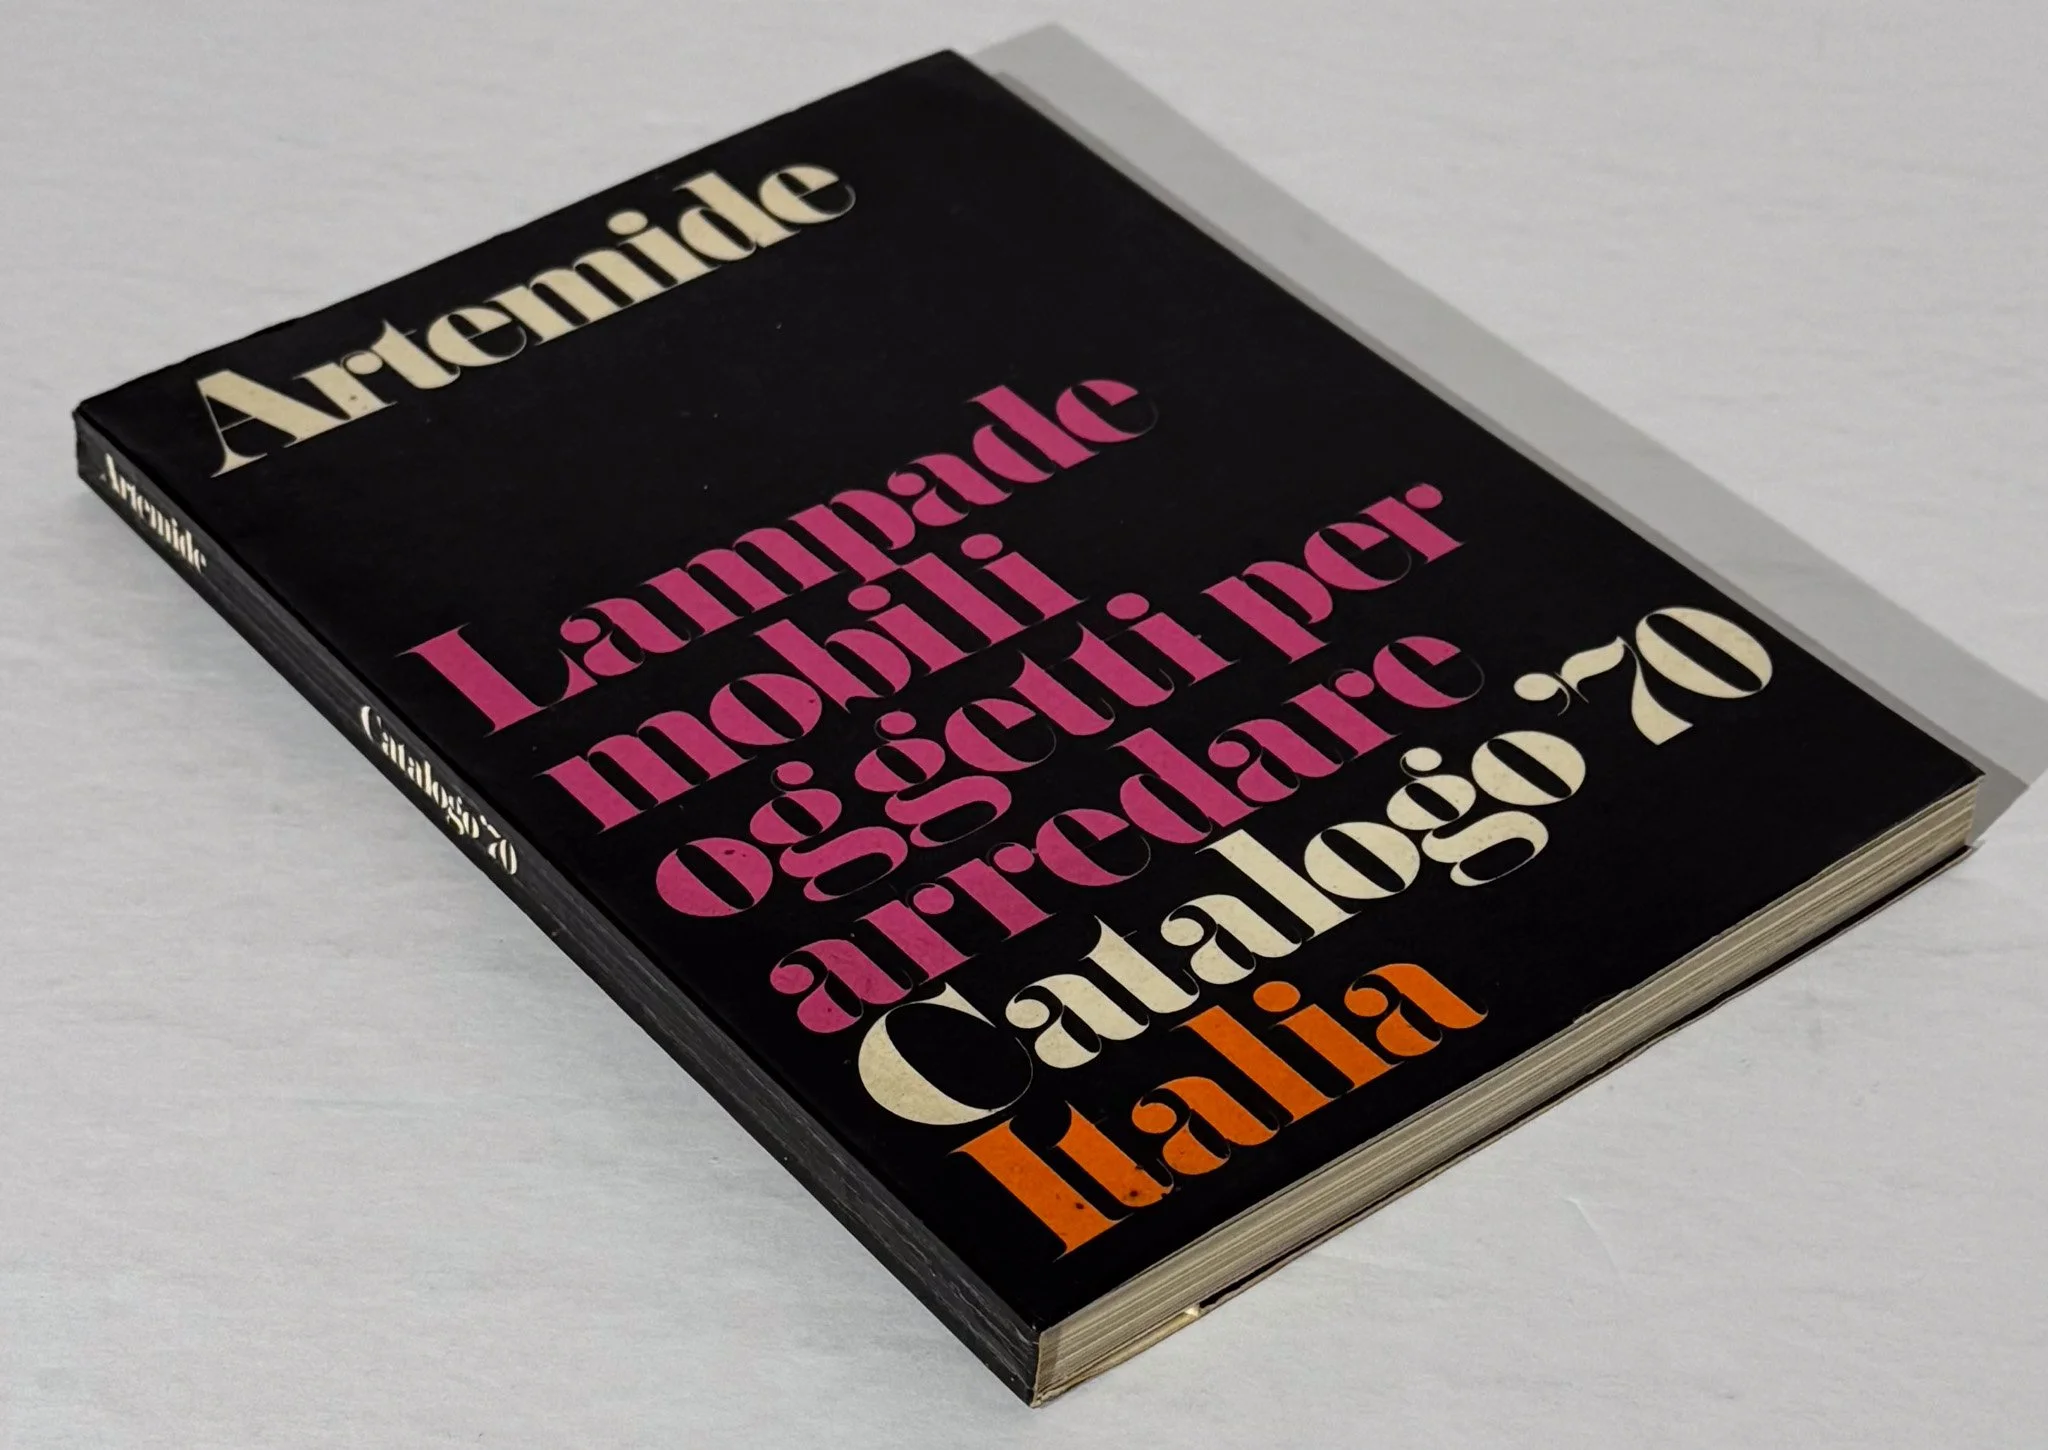 Artemide
Lampade
mobili
oggetti per
arredare
Catalogo '70
Italia
Artemide
Catalogo '70